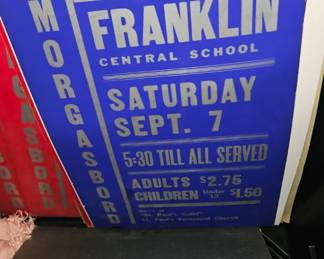 MORGASBORD
FRANKLIN
CENTRAL SCHOOL
SATURDAY
SEPT. 7
5:30 TILL ALL SERVED
ADULTS $2.75
CHILDREN Under 12 $1.50
St. Paul's
St. Paul's Episcopal Church
ASBORD